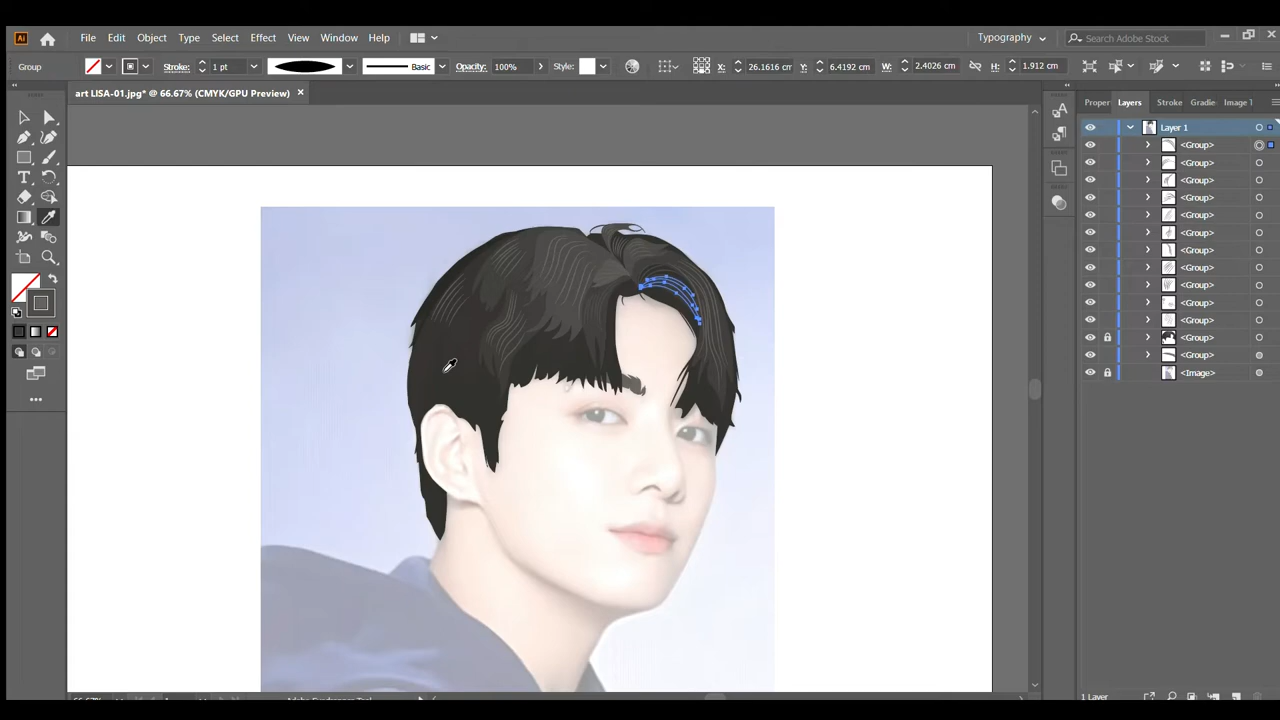 Ai File Edit Object Type Select Effect View Window Help Typography Search Adobe Stock
Group Stroke: 1 pt Basic Opacity: 100% Style: X: 26.1616 cm Y: 6.4192 cm W: 2.4026 cm H: 1.912 cm
art LISA-01.jpg* @ 66.67% (CMYK/GPU Preview)
Proper Layers Stroke Gradie Image T
Layer 1
<Group>
<Group>
<Group>
<Group>
<Group>
<Group>
<Group>
<Group>
<Group>
<Group>
<Group>
<Group>
<Group>
<Image>
1 Layer